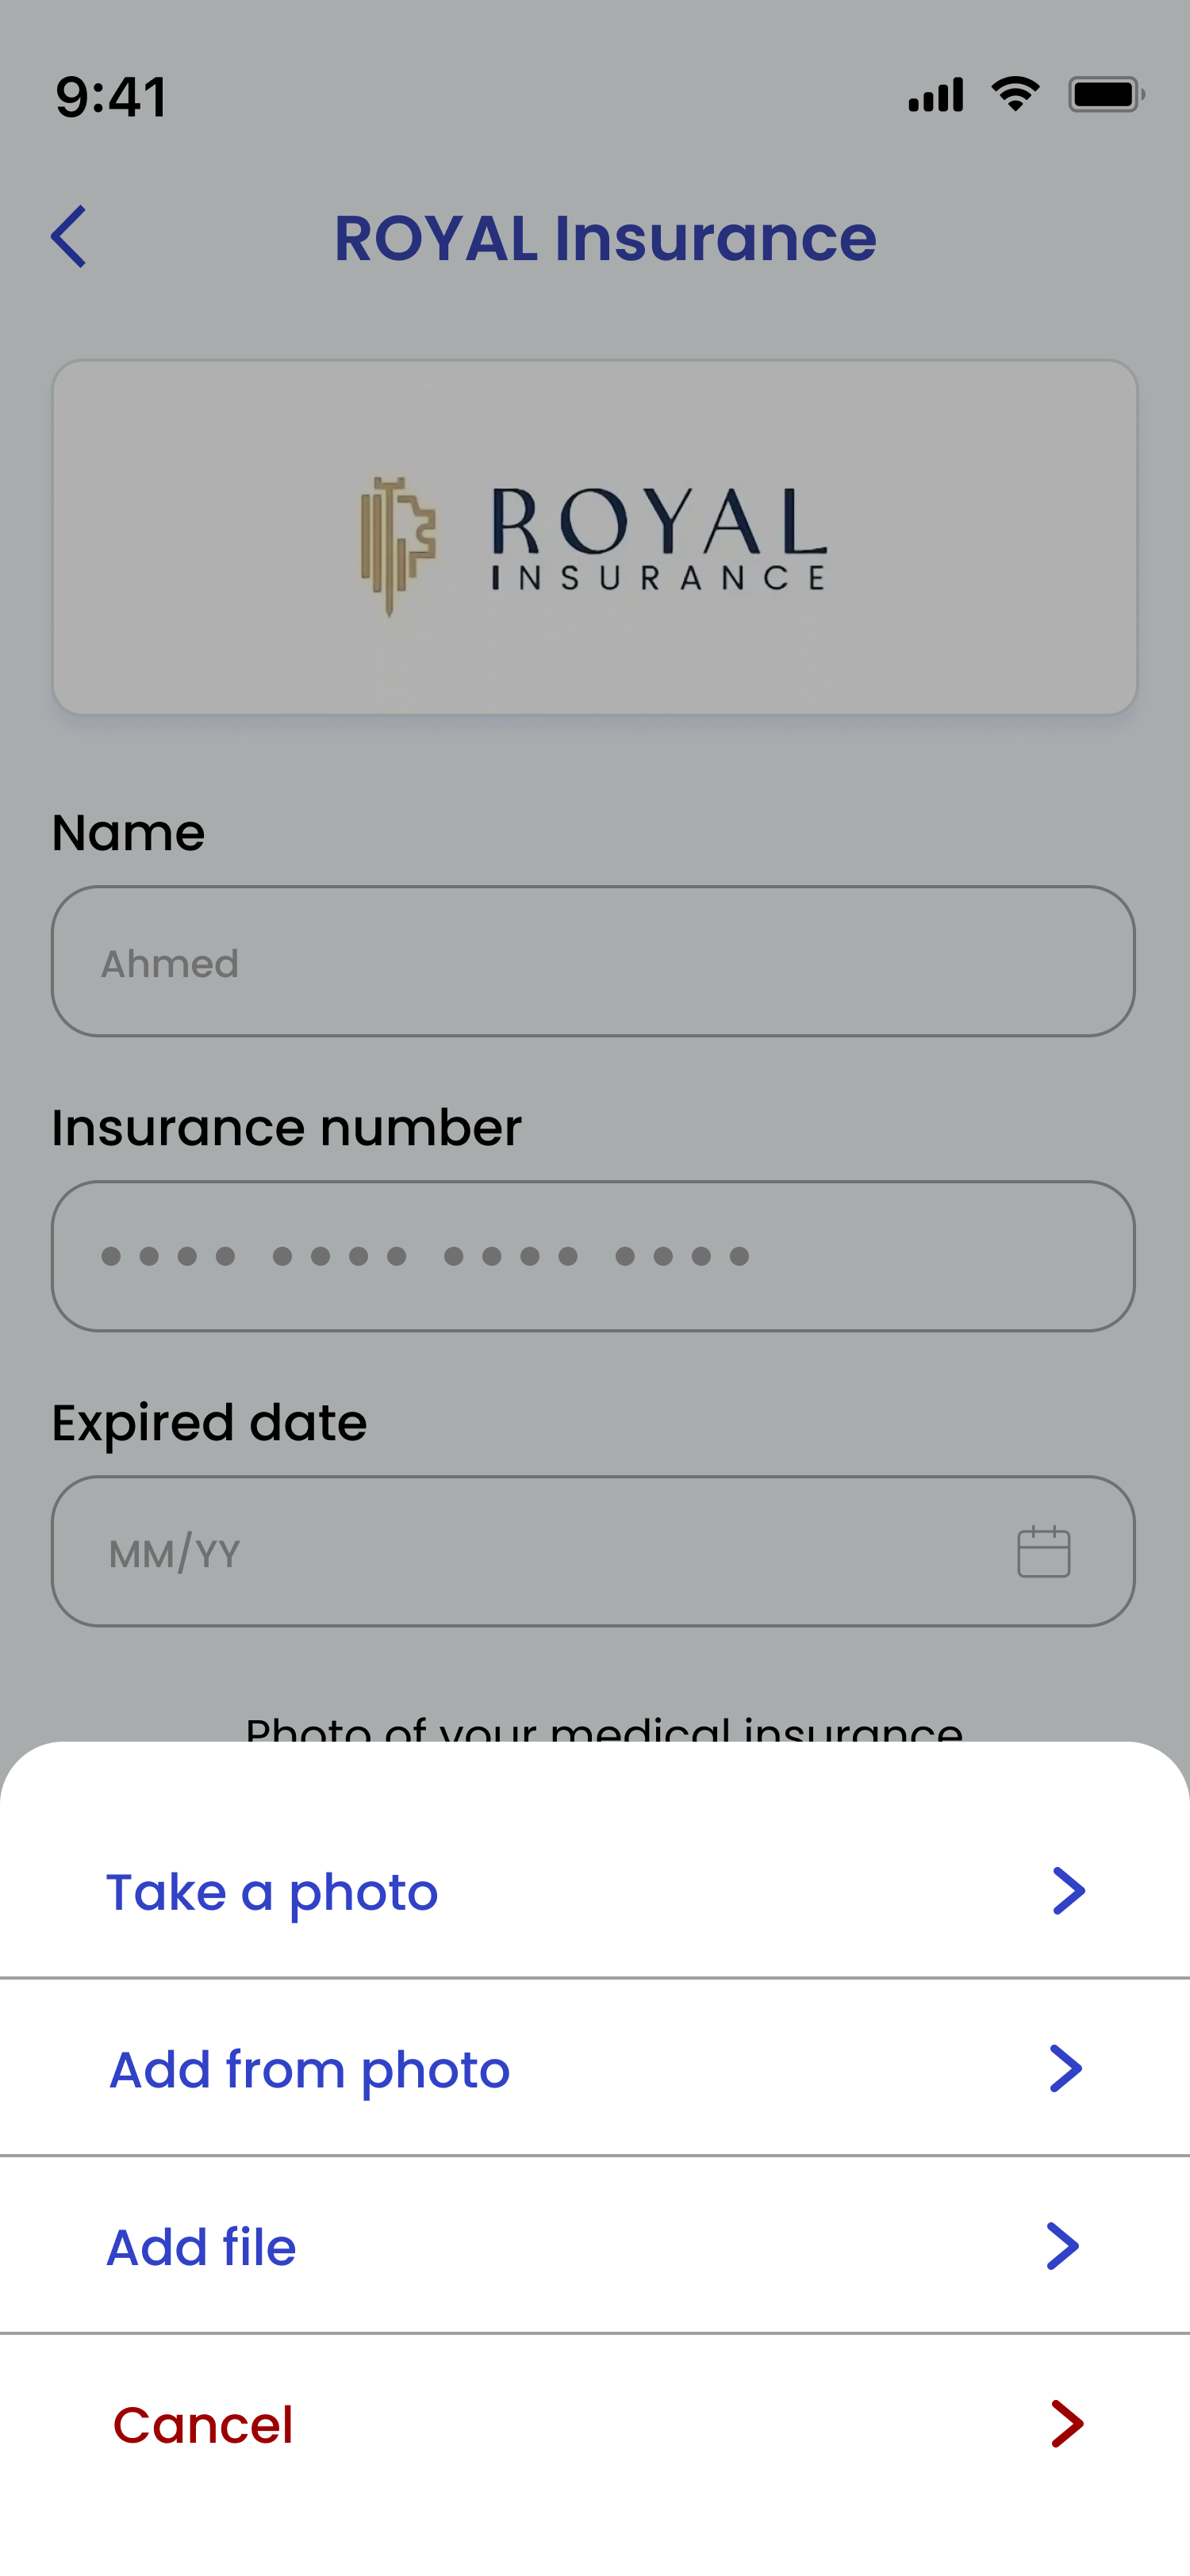 9:41
ROYAL Insurance
ROYAL
INSURANCE
Name
Ahmed
Insurance number
•••• •••• •••• ••••
Expired date
MM/YY
Photo of your medical insurance
Take a photo
Add from photo
Add file
Cancel